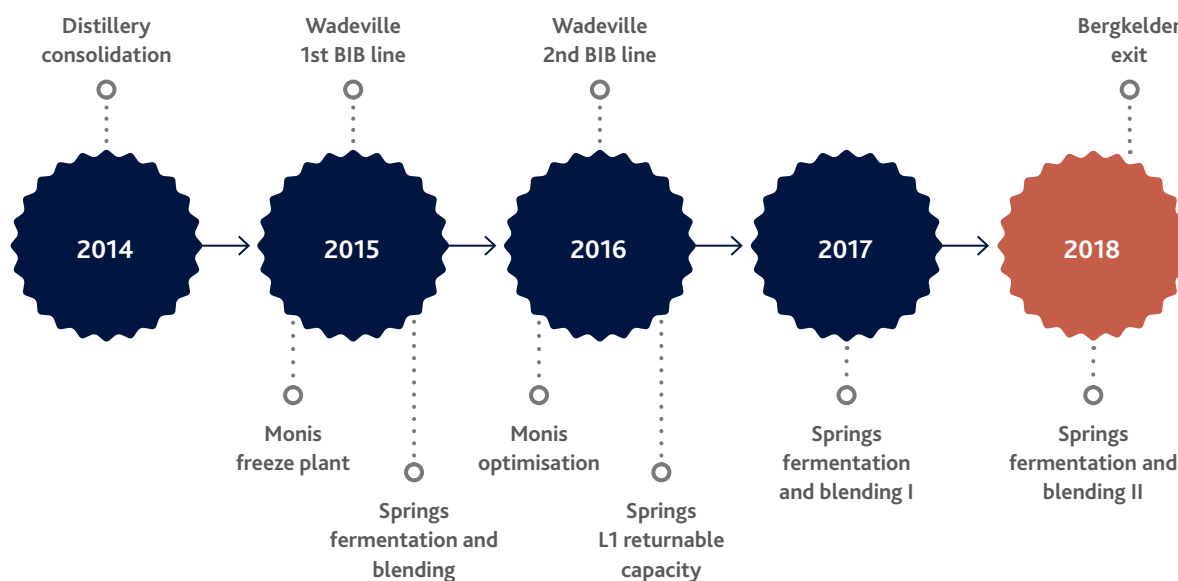 Distillery
consolidation
Wadeville
1st BIB line
Wadeville
2nd BIB line
Bergkelder
exit
2014
2015
2016
2017
2018
Monis
freeze plant
Springs
fermentation and
blending
Monis
optimisation
Springs
L1 returnable
capacity
Springs
fermentation
and blending I
Springs
fermentation and
blending II